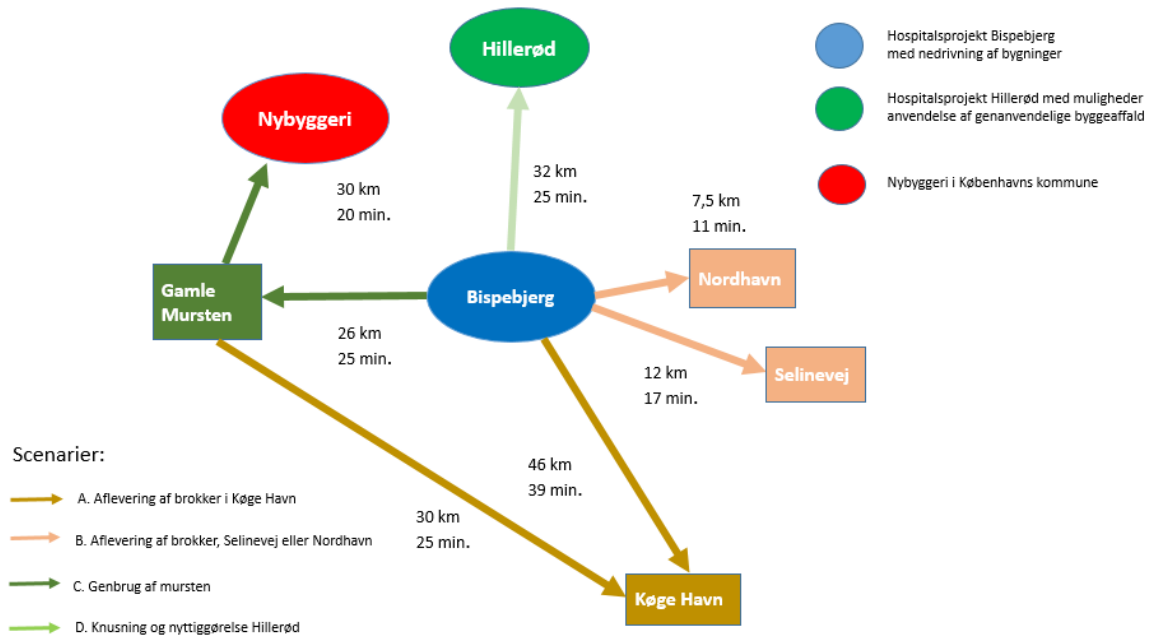 Hillerød
Nybyggeri
30 km
20 min.
32 km
25 min.
7,5 km
11 min.
Gamle
Mursten
Bispebjerg
Nordhavn
26 km
25 min.
12 km
17 min.
Selinevej
46 km
39 min.
30 km
25 min.
Køge Havn
Hospitalsprojekt Bispebjerg
med nedrivning af bygninger
Hospitalsprojekt Hillerød med muligheder
anvendelse af genanvendelige byggeaffald
Nybyggeri i Københavns kommune
Scenarier:
A. Aflevering af brokker i Køge Havn
B. Aflevering af brokker, Selinevej eller Nordhavn
C. Genbrug af mursten
D. Knusning og nyttiggørelse Hillerød